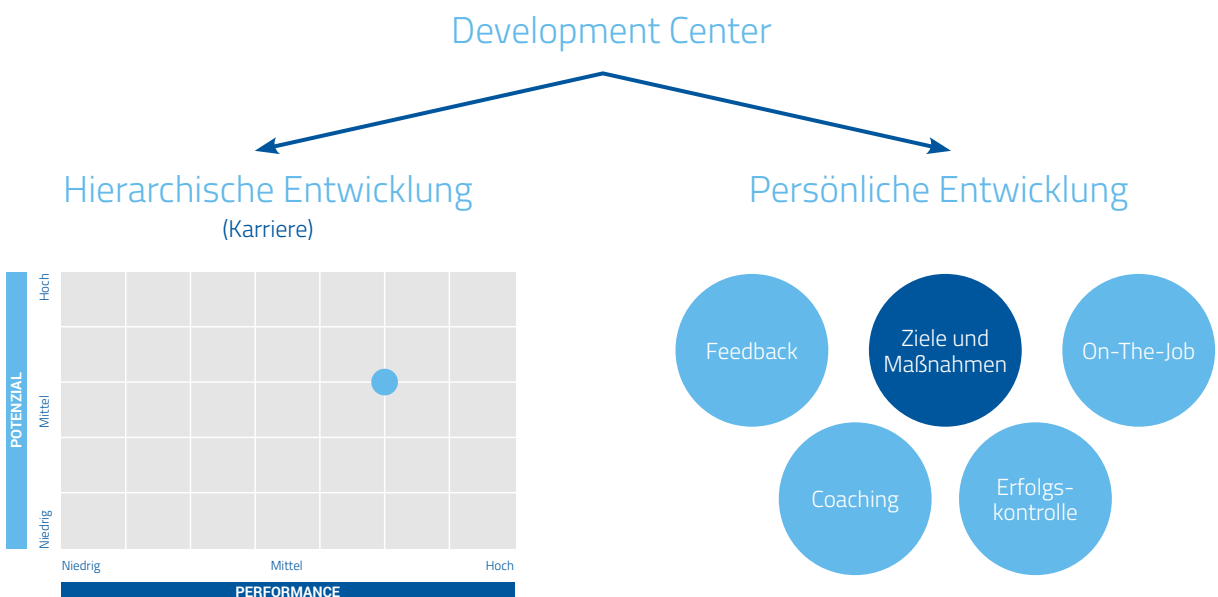 Development Center
Hierarchische Entwicklung
(Karriere)
POTENZIAL
Hoch
Mittel
Niedrig
Niedrig
Mittel
Hoch
PERFORMANCE
Persönliche Entwicklung
Feedback
Ziele und
Maßnahmen
On-The-Job
Coaching
Erfolgs-
kontrolle